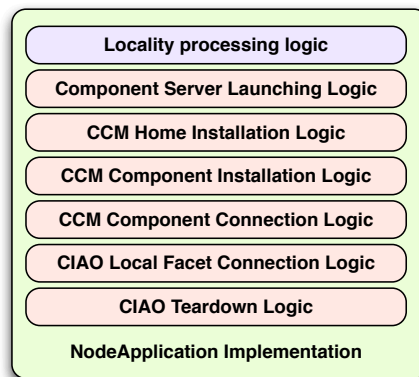 Locality processing logic
Component Server Launching Logic
CCM Home Installation Logic
CCM Component Installation Logic
CCM Component Connection Logic
CIAO Local Facet Connection Logic
CIAO Teardown Logic
NodeApplication Implementation